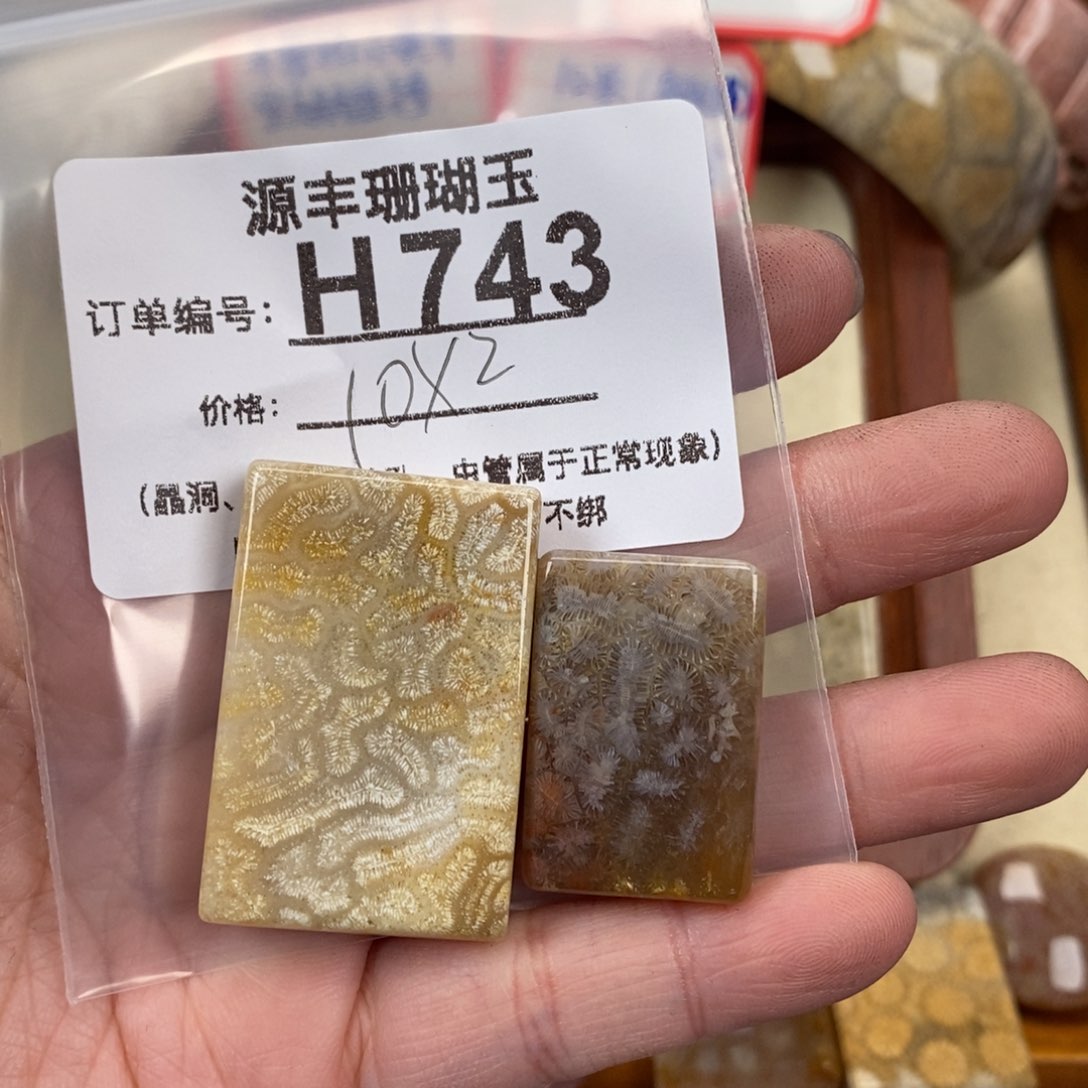 源丰珊瑚玉
订单编号: H743
价格: 10X2
(晶洞、 虫管属于正常现象)
不绑